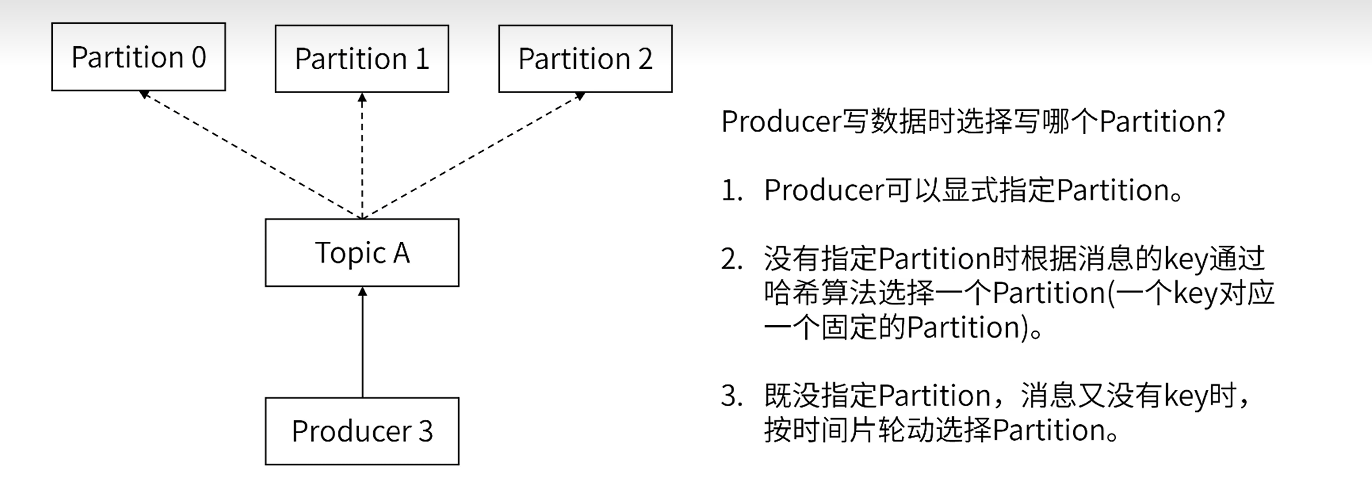 Partition 0
Partition 1
Partition 2
Topic A
Producer 3
Producer写数据时选择写哪个Partition?
1. Producer可以显式指定Partition。
2. 没有指定Partition时根据消息的key通过
哈希算法选择一个Partition(一个key对应
一个固定的Partition)。
3. 既没指定Partition，消息又没有key时，
按时间片轮动选择Partition。